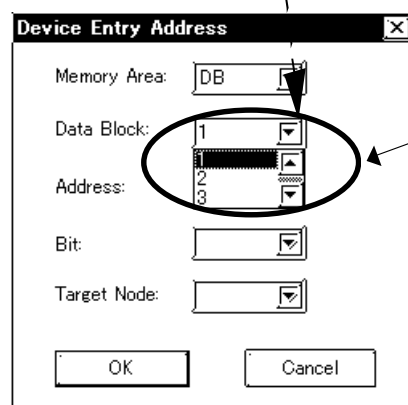 Device Entry Address
Memory Area: DB
Data Block: 1
1
2
Address:
3
Bit:
Target Node:
OK Cancel